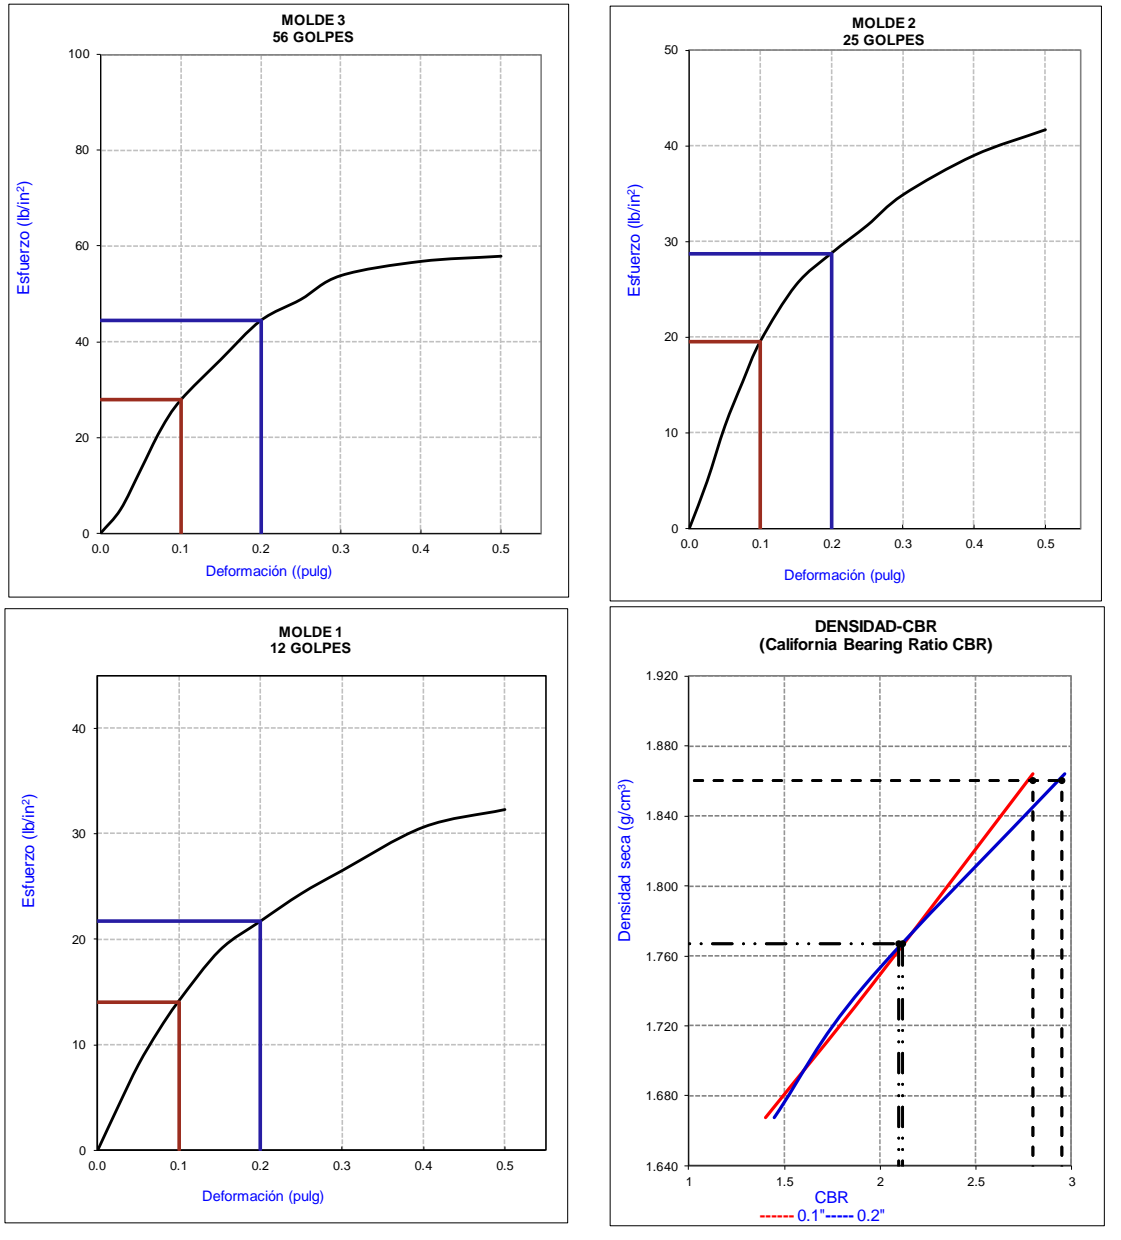 MOLDE 3
56 GOLPES
100
80
60
40
20
0
0.0 0.1 0.2 0.3 0.4 0.5
Esfuerzo (lb/in²)
Deformación ((pulg)
MOLDE 2
25 GOLPES
50
40
30
20
10
0
0.0 0.1 0.2 0.3 0.4 0.5
Esfuerzo (lb/in²)
Deformación (pulg)
MOLDE 1
12 GOLPES
40
30
20
10
0
0.0 0.1 0.2 0.3 0.4 0.5
Esfuerzo (lb/in²)
Deformación (pulg)
DENSIDAD-CBR
(California Bearing Ratio CBR)
1.920
1.880
1.840
1.800
1.760
1.720
1.680
1.640
1 1.5 2 2.5 3
Densidad seca (g/cm³)
CBR
0.1" 0.2"